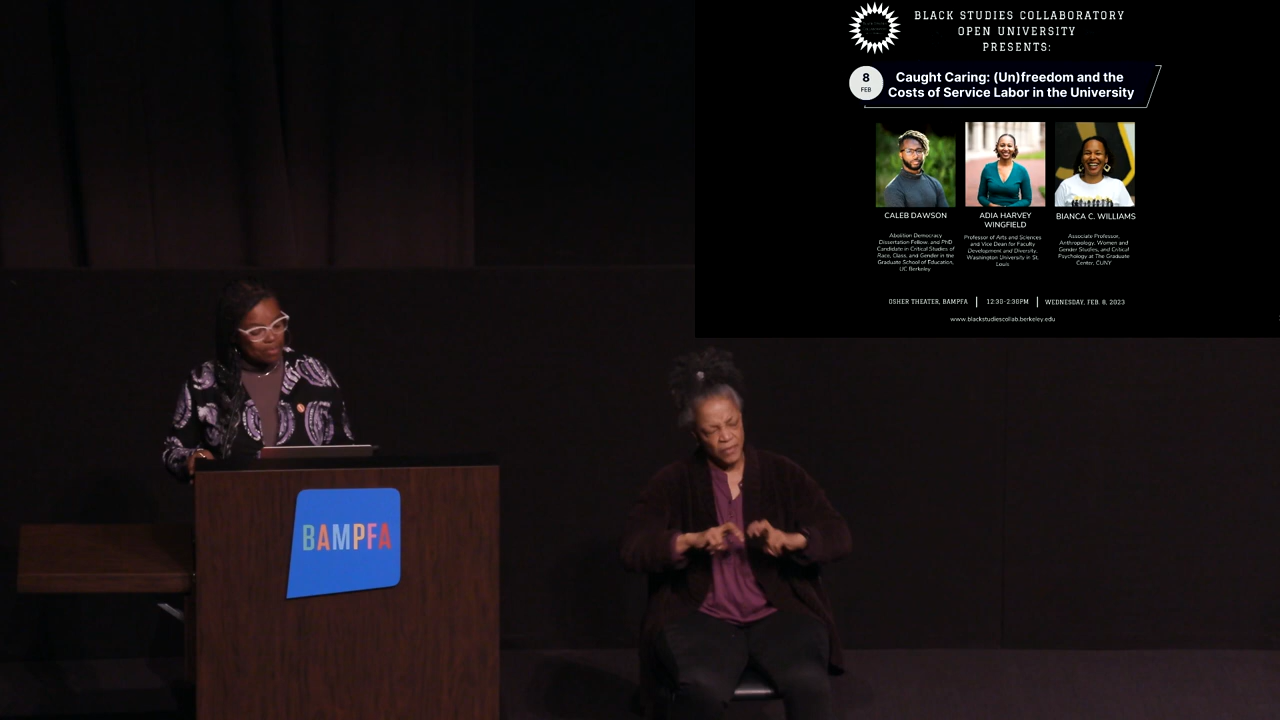 BLACK STUDIES COLLABORATORY
OPEN UNIVERSITY
PRESENTS:
8
FEB
Caught Caring: (Un)freedom and the
Costs of Service Labor in the University
CALEB DAWSON
Abolition Democracy
Dissertation Fellow, and PhD
Candidate in Critical Studies of
Race, Class, and Gender in the
Graduate School of Education,
UC Berkeley
ADIA HARVEY
WINGFIELD
Professor of Arts and Sciences
and Vice Dean for Faculty
Development and Diversity,
Washington University in St.
Louis
BIANCA C. WILLIAMS
Associate Professor,
Anthropology, Women and
Gender Studies, and Critical
Psychology at The Graduate
Center, CUNY
OSHER THEATER, BAMPFA | 12:30-2:30PM | WEDNESDAY, FEB. 8, 2023
www.blackstudiescollab.berkeley.edu
BAMPFA